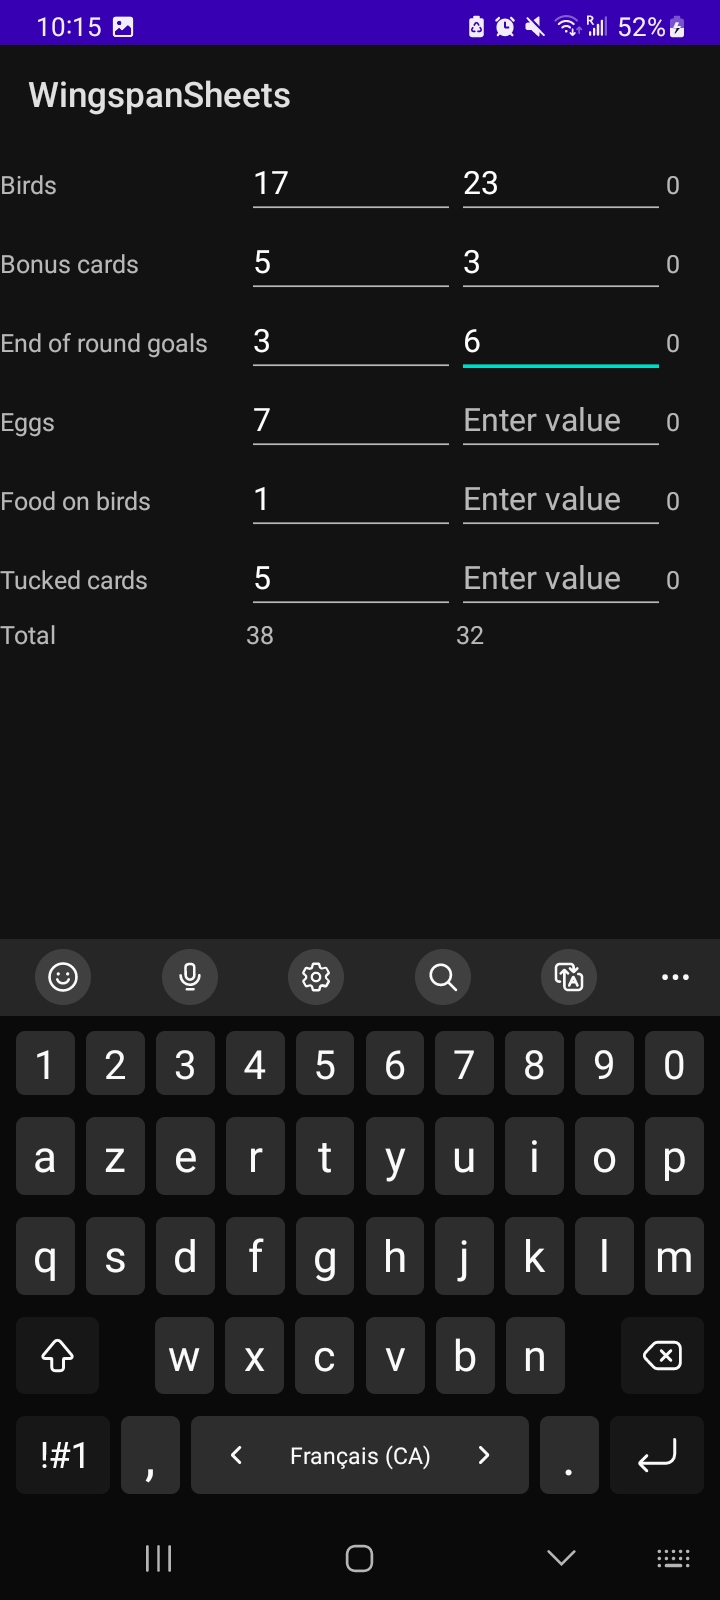 10:15 52%
WingspanSheets
Birds 17 23 0
Bonus cards 5 3 0
End of round goals 3 6 0
Eggs 7 Enter value 0
Food on birds 1 Enter value 0
Tucked cards 5 Enter value 0
Total 38 32
1 2 3 4 5 6 7 8 9 0
a z e r t y u i o p
q s d f g h j k l m
w x c v b n
!#1 , < Français (CA) > .